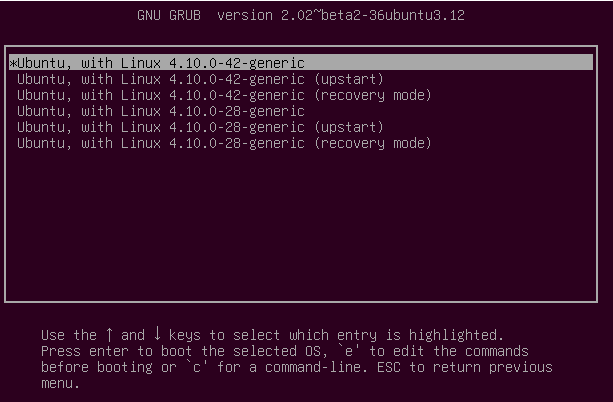 GNU GRUB  version 2.02~beta2-36ubuntu3.12
*Ubuntu, with Linux 4.10.0-42-generic
Ubuntu, with Linux 4.10.0-42-generic (upstart)
Ubuntu, with Linux 4.10.0-42-generic (recovery mode)
Ubuntu, with Linux 4.10.0-28-generic
Ubuntu, with Linux 4.10.0-28-generic (upstart)
Ubuntu, with Linux 4.10.0-28-generic (recovery mode)
Use the ↑ and ↓ keys to select which entry is highlighted.
Press enter to boot the selected OS, `e' to edit the commands
before booting or `c' for a command-line. ESC to return previous
menu.